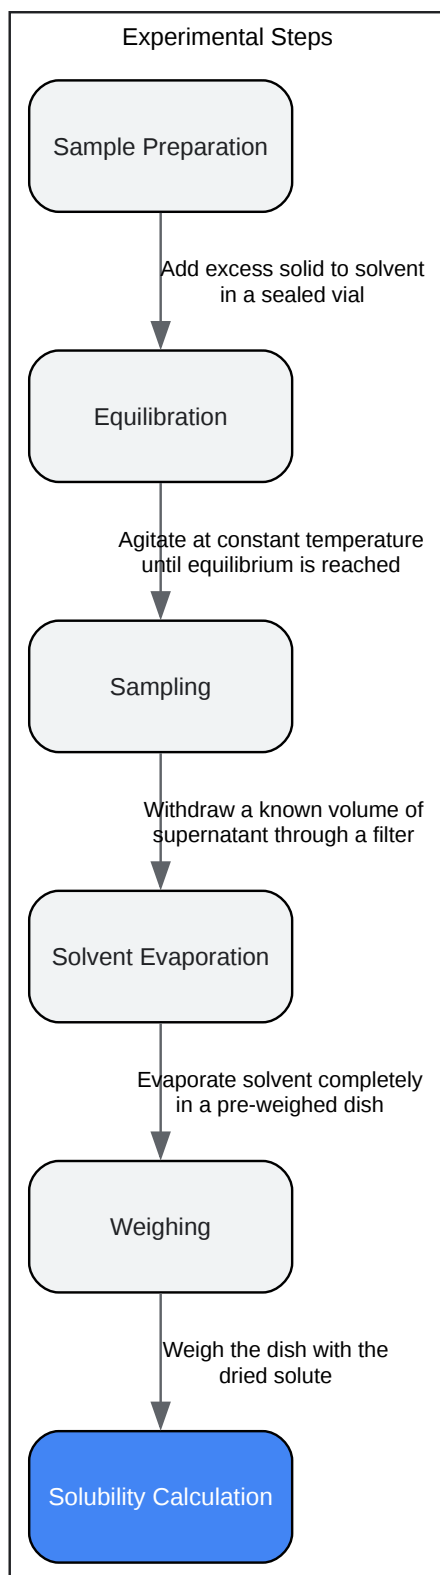 Experimental Steps
Sample Preparation
Add excess solid to solvent
in a sealed vial
Equilibration
Agitate at constant temperature
until equilibrium is reached
Sampling
Withdraw a known volume of
supernatant through a filter
Solvent Evaporation
Evaporate solvent completely
in a pre-weighed dish
Weighing
Weigh the dish with the
dried solute
Solubility Calculation